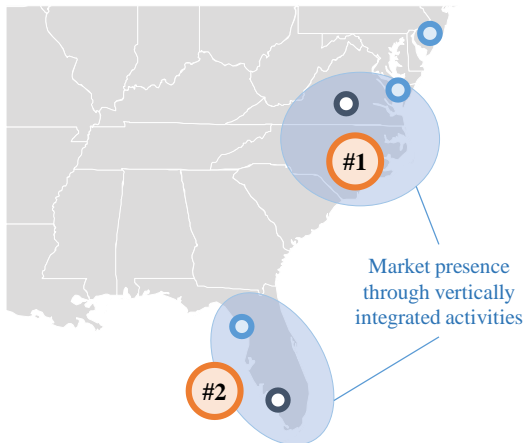 #1
Market presence
through vertically
integrated activities
#2